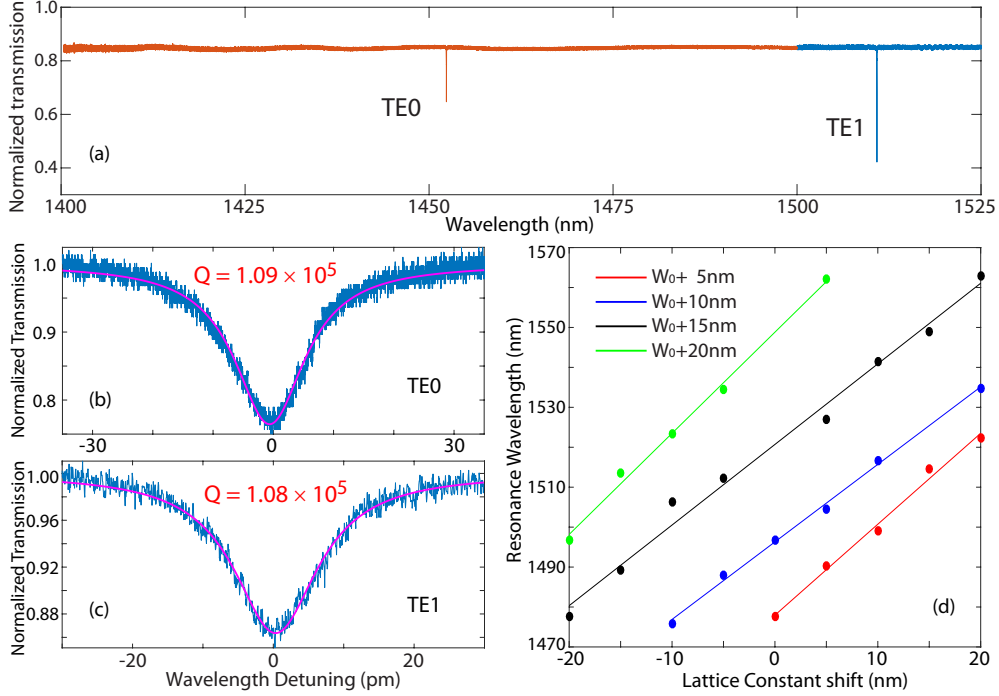 1.0
0.8
0.6
0.4
Normalized transmission
TE0
TE1
(a)
1400
1425
1450
1475
1500
1525
Wavelength (nm)
1.0
0.9
0.8
Normalized Transmission
Q = 1.09 × 10⁵
(b)
TE0
-30
0
30
1.00
0.96
0.92
0.88
Normalized Transmission
Q = 1.08 × 10⁵
(c)
TE1
-20
0
20
Wavelength Detuning (pm)
1570
1550
1530
1510
1490
1470
Resonance Wavelength (nm)
W₀+ 5nm
W₀+10nm
W₀+15nm
W₀+20nm
(d)
-20
-10
0
10
20
Lattice Constant shift (nm)